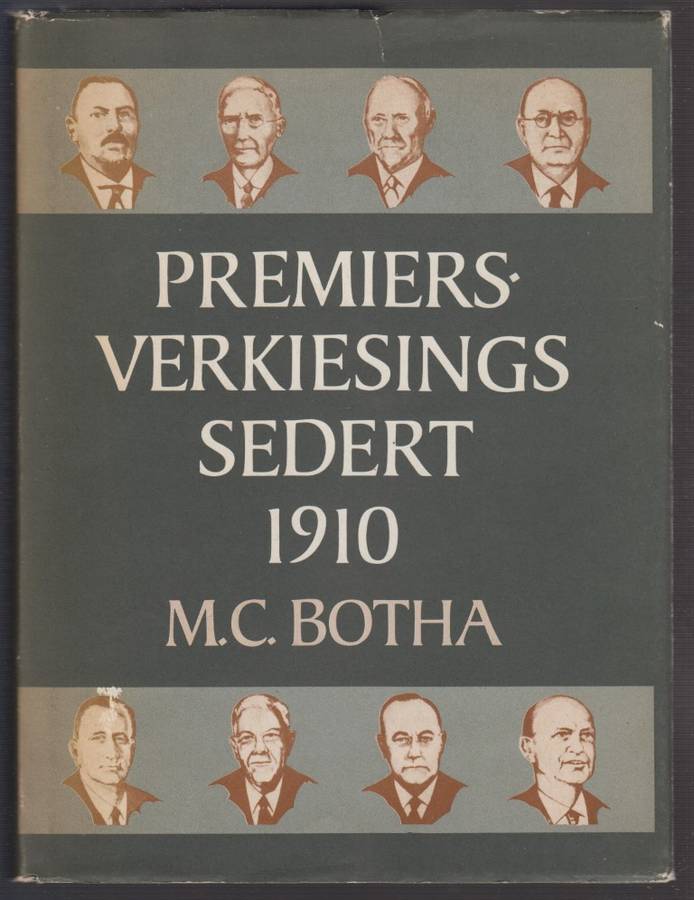 PREMIERS-
VERKIESINGS
SEDERT
1910
M.C. BOTHA